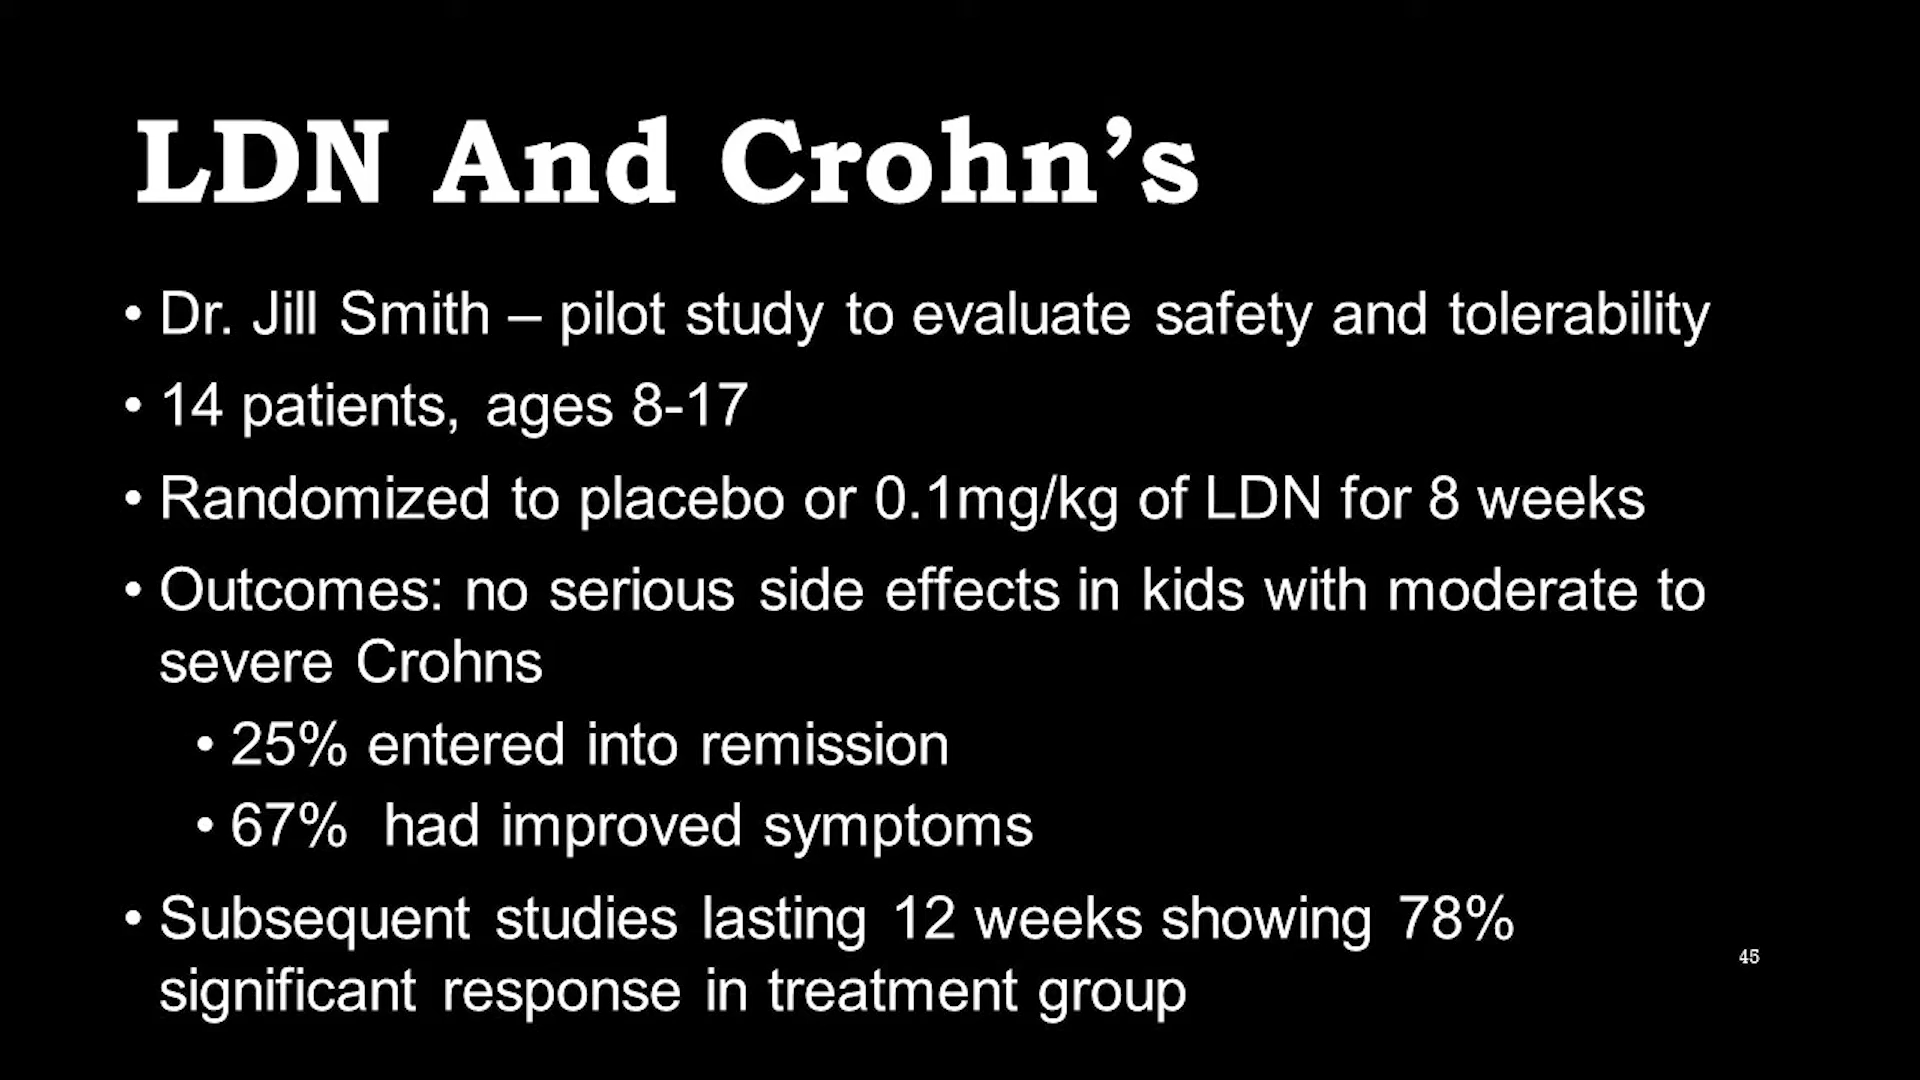 LDN And Crohn’s
• Dr. Jill Smith – pilot study to evaluate safety and tolerability
• 14 patients, ages 8-17
• Randomized to placebo or 0.1mg/kg of LDN for 8 weeks
• Outcomes: no serious side effects in kids with moderate to
severe Crohns
• 25% entered into remission
• 67% had improved symptoms
• Subsequent studies lasting 12 weeks showing 78%
significant response in treatment group
45